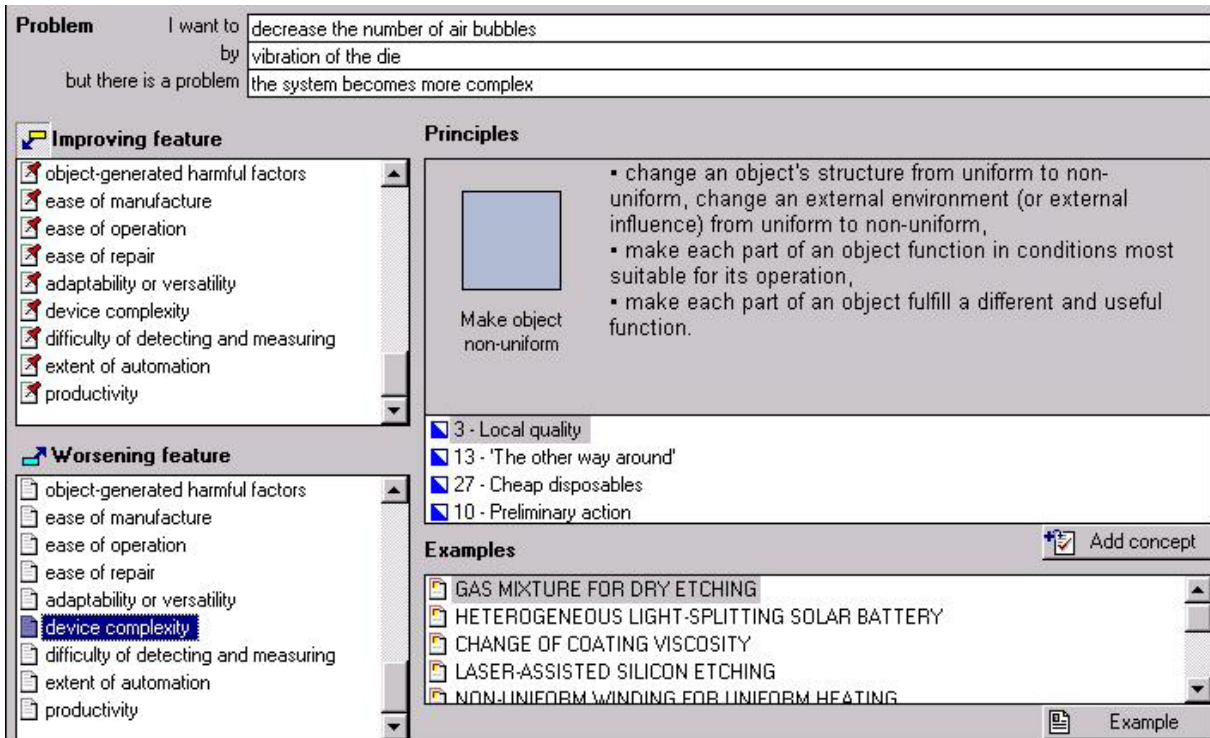 Problem
I want to decrease the number of air bubbles
by vibration of the die
but there is a problem the system becomes more complex
Improving feature
object-generated harmful factors
ease of manufacture
ease of operation
ease of repair
adaptability or versatility
device complexity
difficulty of detecting and measuring
extent of automation
productivity
Worsening feature
object-generated harmful factors
ease of manufacture
ease of operation
ease of repair
adaptability or versatility
device complexity
difficulty of detecting and measuring
extent of automation
productivity
Principles
Make object
non-uniform
▪ change an object's structure from uniform to non-
uniform, change an external environment (or external
influence) from uniform to non-uniform,
▪ make each part of an object function in conditions most
suitable for its operation,
▪ make each part of an object fulfill a different and useful
function.
3 - Local quality
13 - 'The other way around'
27 - Cheap disposables
10 - Preliminary action
Add concept
Examples
GAS MIXTURE FOR DRY ETCHING
HETEROGENEOUS LIGHT-SPLITTING SOLAR BATTERY
CHANGE OF COATING VISCOSITY
LASER-ASSISTED SILICON ETCHING
NON-UNIFORM WINDING FOR UNIFORM HEATING
Example